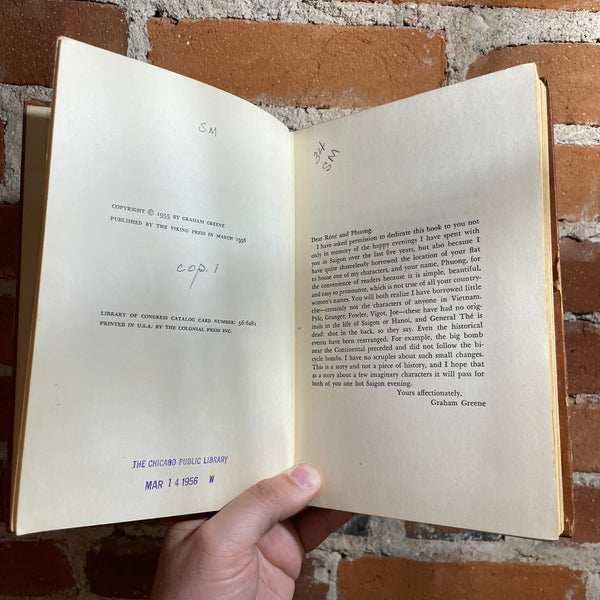 SM
COPYRIGHT © 1955 BY GRAHAM GREENE
PUBLISHED BY THE VIKING PRESS IN MARCH 1956
cop. 1
LIBRARY OF CONGRESS CATALOG CARD NUMBER: 56:6281
PRINTED IN U.S.A: BY THE COLONIAL PRESS INC.
THE CHICAGO PUBLIC LIBRARY
MAR 14 1956 W
34
SM
Dear Réné and Phuong,
I have asked permission to dedicate this book to you not
only in memory of the happy evenings I have spent with
you in Saigon over the last five years, but also because I
have quite shamelessly borrowed the location of your flat
to house one of my characters, and your name, Phuong, for
the convenience of readers because it is simple, beautiful,
and easy to pronounce, which is not true of all your country-
women's names. You will both realize I have borrowed little
else—certainly not the characters of anyone in Vietnam.
Pyle, Granger, Fowler, Vigot, Joe—these have had no orig-
inals in the life of Saigon or Hanoi, and General Thé is
dead: shot in the back, so they say. Even the historical
events have been rearranged. For example, the big bomb
near the Continental preceded and did not follow the bi-
cycle bombs. I have no scruples about such small changes.
This is a story and not a piece of history, and I hope that
as a story about a few imaginary characters it will pass for
both of you one hot Saigon evening.
Yours affectionately,
Graham Greene